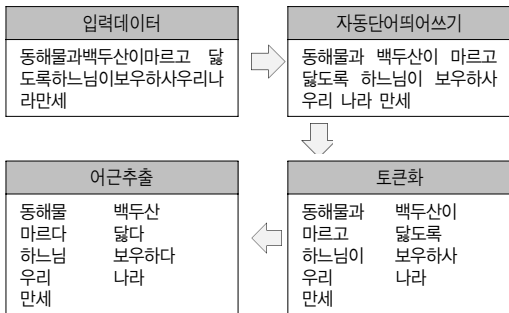 입력데이터
동해물과백두산이마르고 닳
도록하느님이보우하사우리나
라만세
자동단어띄어쓰기
동해물과 백두산이 마르고
닳도록 하느님이 보우하사
우리 나라 만세
어근추출
동해물 백두산
마르다 닳다
하느님 보우하다
우리 나라
만세
토큰화
동해물과 백두산이
마르고 닳도록
하느님이 보우하사
우리 나라
만세